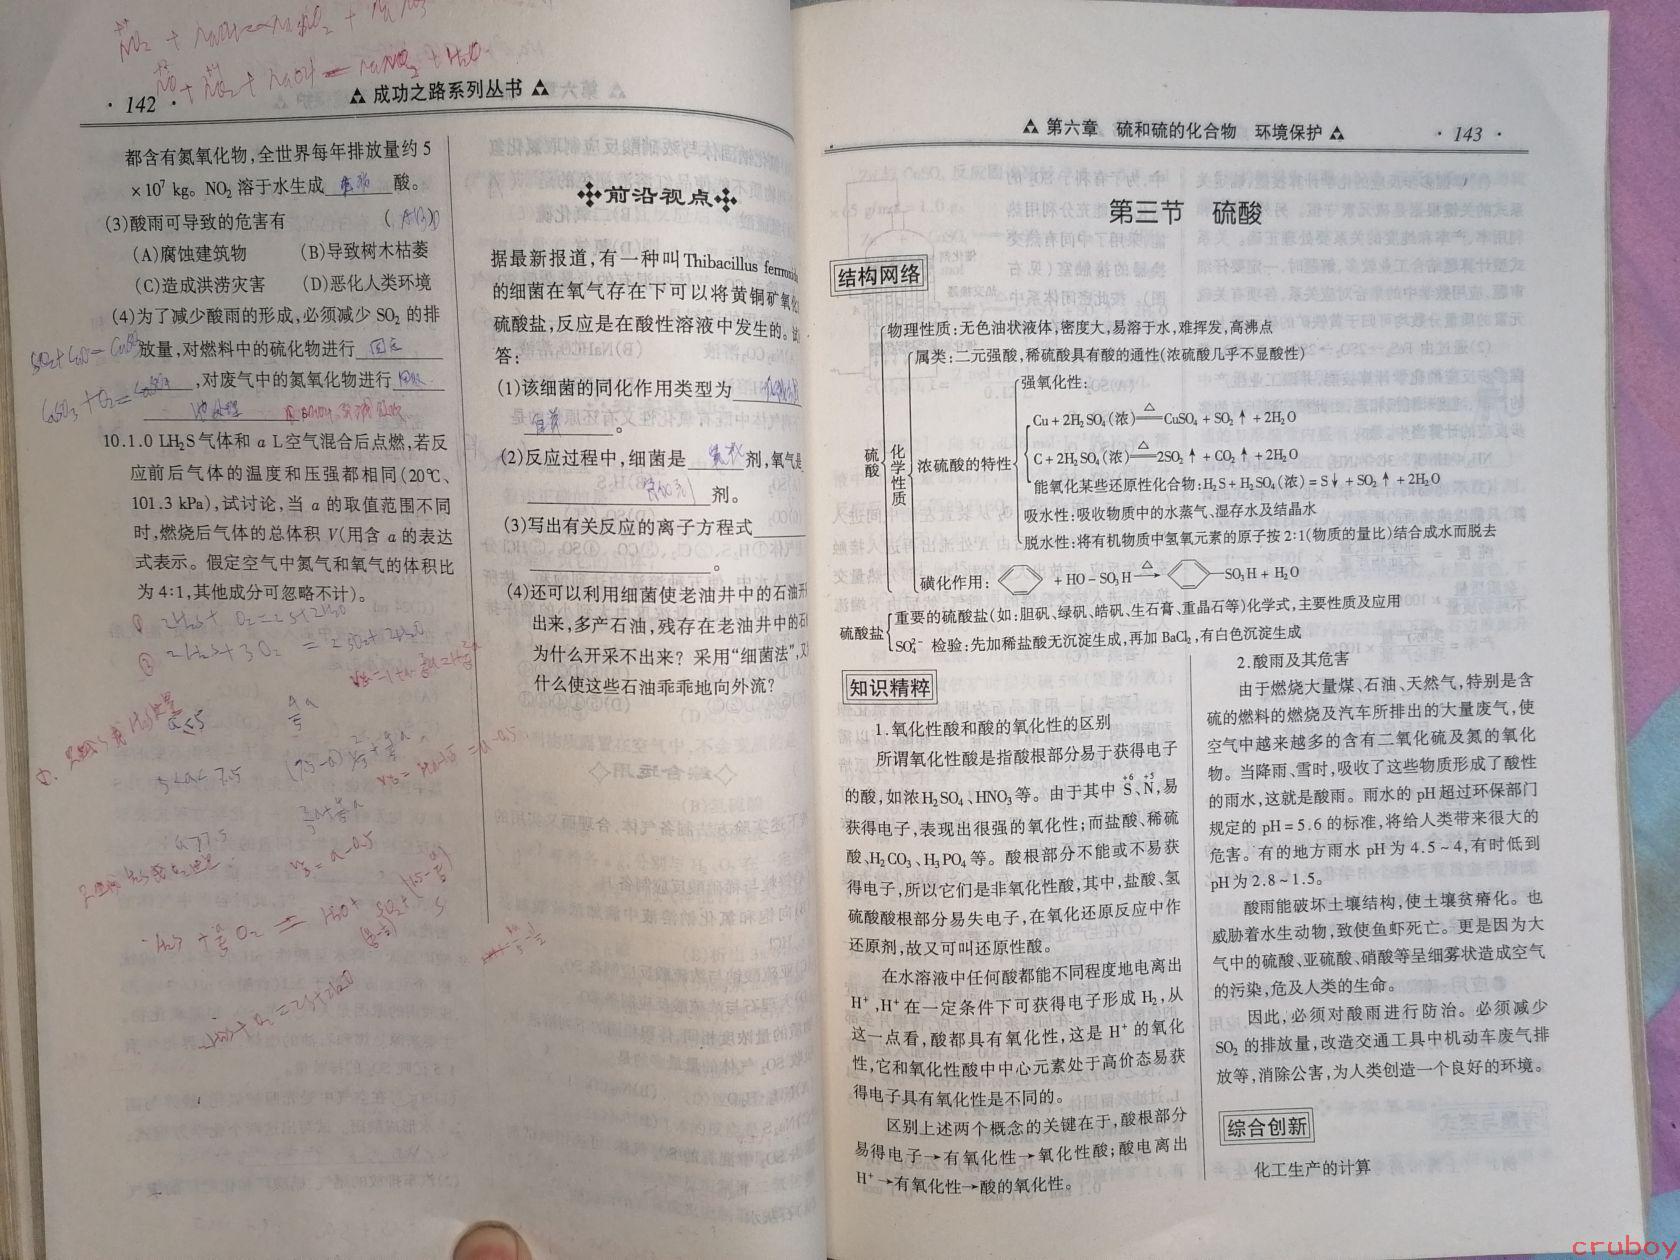 · 142 ·
成功之路系列丛书
都含有氮氧化物,全世界每年排放量约 5
× 10⁷ kg。NO₂ 溶于水生成 酸。
(3)酸雨可导致的危害有 ( )
(A)腐蚀建筑物 (B)导致树木枯萎
(C)造成洪涝灾害 (D)恶化人类环境
(4)为了减少酸雨的形成,必须减少 SO₂ 的排
放量,对燃料中的硫化物进行 固定
,对废气中的氮氧化物进行
10.1.0 LH₂S 气体和 a L 空气混合后点燃,若反
应前后气体的温度和压强都相同(20℃、
101.3 kPa),试讨论,当 a 的取值范围不同
时,燃烧后气体的总体积 V(用含 a 的表达
式表示。假定空气中氮气和氧气的体积比
为 4:1,其他成分可忽略不计)。
① 2H₂S + O₂ = 2S + 2H₂O
② 2H₂S + 3O₂ = 2SO₂ + 2H₂O
a ≤ 5
5 < a < 7.5
a > 7.5
前沿视点
据最新报道,有一种叫 Thibacillus
的细菌在氧气存在下可以将黄铜矿氧化
硫酸盐,反应是在酸性溶液中发生的。试
答:
(1)该细菌的同化作用类型为
。
(2)反应过程中,细菌是 剂,氧气是
剂。
(3)写出有关反应的离子方程式
。
(4)还可以利用细菌使老油井中的石油开
出来,多产石油,残存在老油井中的石
为什么开采不出来?采用“细菌法”,又
什么使这些石油乖乖地向外流?
第六章 硫和硫的化合物 环境保护
· 143 ·
第三节 硫酸
结构网络
硫酸
物理性质:无色油状液体,密度大,易溶于水,难挥发,高沸点
化学性质
属类:二元强酸,稀硫酸具有酸的通性(浓硫酸几乎不显酸性)
浓硫酸的特性
强氧化性:
Cu + 2H₂SO₄(浓) =△= CuSO₄ + SO₂↑ + 2H₂O
C + 2H₂SO₄(浓) =△= 2SO₂↑ + CO₂↑ + 2H₂O
能氧化某些还原性化合物:H₂S + H₂SO₄(浓) = S↓ + SO₂↑ + 2H₂O
吸水性:吸收物质中的水蒸气、湿存水及结晶水
脱水性:将有机物质中氢氧元素的原子按 2:1(物质的量比)结合成水而脱去
磺化作用: + HO - SO₃H △→ —SO₃H + H₂O
硫酸盐
重要的硫酸盐(如:胆矾、绿矾、皓矾、生石膏、重晶石等)化学式,主要性质及应用
SO₄²⁻ 检验:先加稀盐酸无沉淀生成,再加 BaCl₂,有白色沉淀生成
知识精粹
1.氧化性酸和酸的氧化性的区别
所谓氧化性酸是指酸根部分易于获得电子
的酸,如浓 H₂SO₄、HNO₃ 等。由于其中 S⁺⁶、N⁺⁵,易
获得电子,表现出很强的氧化性;而盐酸、稀硫
酸、H₂CO₃、H₃PO₄ 等。酸根部分不能或不易获
得电子,所以它们是非氧化性酸,其中,盐酸、氢
硫酸酸根部分易失电子,在氧化还原反应中作
还原剂,故又可叫还原性酸。
在水溶液中任何酸都能不同程度地电离出
H⁺,H⁺ 在一定条件下可获得电子形成 H₂,从
这一点看,酸都具有氧化性,这是 H⁺ 的氧化
性,它和氧化性酸中中心元素处于高价态易获
得电子具有氧化性是不同的。
区别上述两个概念的关键在于,酸根部分
易得电子→有氧化性→氧化性酸;酸电离出
H⁺→有氧化性→酸的氧化性。
2.酸雨及其危害
由于燃烧大量煤、石油、天然气,特别是含
硫的燃料的燃烧及汽车所排出的大量废气,使
空气中越来越多的含有二氧化硫及氮的氧化
物。当降雨、雪时,吸收了这些物质形成了酸性
的雨水,这就是酸雨。雨水的 pH 超过环保部门
规定的 pH = 5.6 的标准,将给人类带来很大的
危害。有的地方雨水 pH 为 4.5 ~ 4,有时低到
pH 为 2.8 ~ 1.5。
酸雨能破坏土壤结构,使土壤贫瘠化。也
威胁着水生动物,致使鱼虾死亡。更是因为大
气中的硫酸、亚硫酸、硝酸等呈细雾状造成空气
的污染,危及人类的生命。
因此,必须对酸雨进行防治。必须减少
SO₂ 的排放量,改造交通工具中机动车废气排
放等,消除公害,为人类创造一个良好的环境。
综合创新
化工生产的计算
cruboy